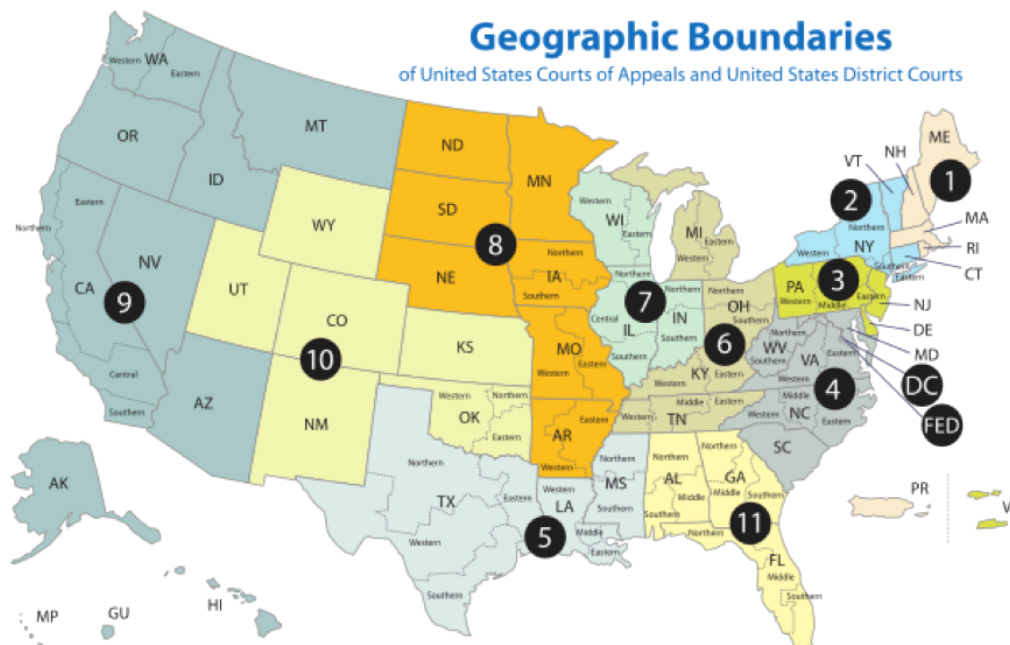 Geographic Boundaries
of United States Courts of Appeals and United States District Courts
WA
Western
Eastern
OR
ID
MT
Northern
Eastern
NV
CA
9
Central
Southern
AZ
WY
UT
CO
10
NM
KS
OK
Western
Northern
Eastern
ND
SD
NE
MN
8
Northern
IA
Southern
MO
Eastern
Western
AR
Eastern
Western
Western
WI
Eastern
Northern
7
Central
IL
Southern
Northern
IN
Southern
MI
Eastern
Western
Northern
OH
Southern
6
KY
Western
Eastern
Western
Middle
Eastern
TN
ME
NH
VT
1
2
MA
RI
CT
Northern
Western
NY
Southern
Eastern
3
PA
Western
Middle
Eastern
NJ
DE
MD
DC
FED
Northern
WV
Southern
VA
Eastern
Western
4
Middle
Western
NC
Eastern
SC
Northern
TX
Eastern
Western
Southern
5
Western
LA
Middle
Eastern
Northern
MS
Southern
Northern
AL
Middle
Southern
Northern
GA
Middle
Southern
11
Northern
FL
Middle
Southern
AK
MP
GU
HI
PR